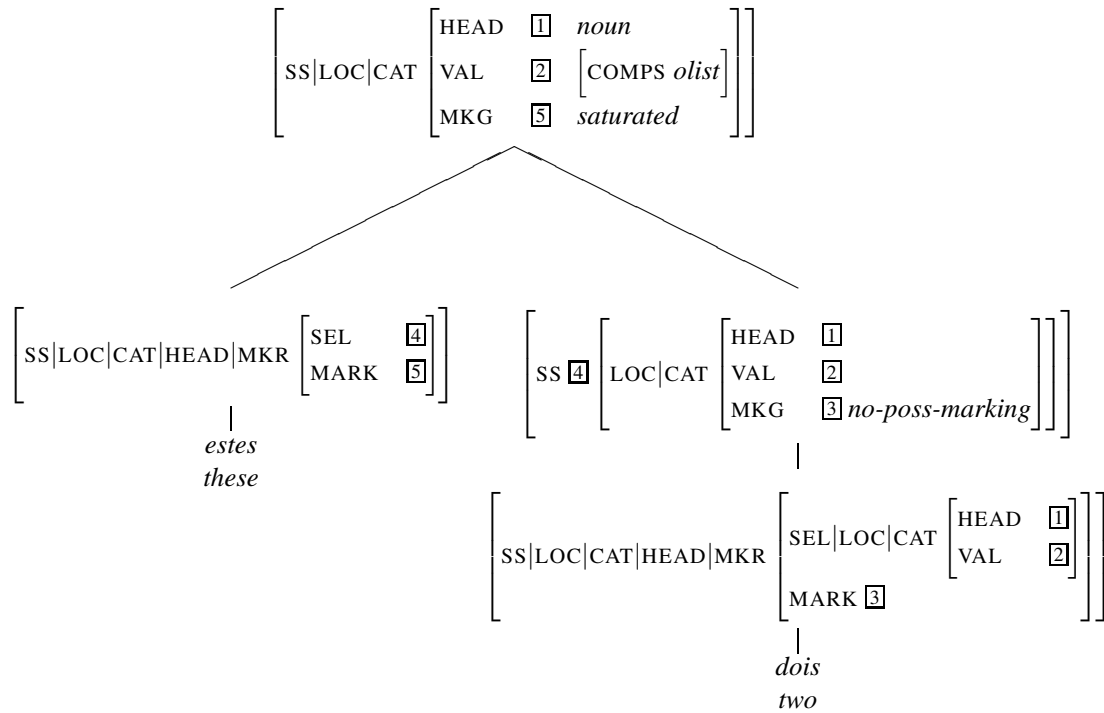 HEAD 1 noun
SS|LOC|CAT VAL 2 [COMPS olist]
MKG 5 saturated
SS|LOC|CAT|HEAD|MKR SEL 4
MARK 5
estes
these
HEAD 1
SS 4 LOC|CAT VAL 2
MKG 3 no-poss-marking
SS|LOC|CAT|HEAD|MKR SEL|LOC|CAT HEAD 1
VAL 2
MARK 3
dois
two